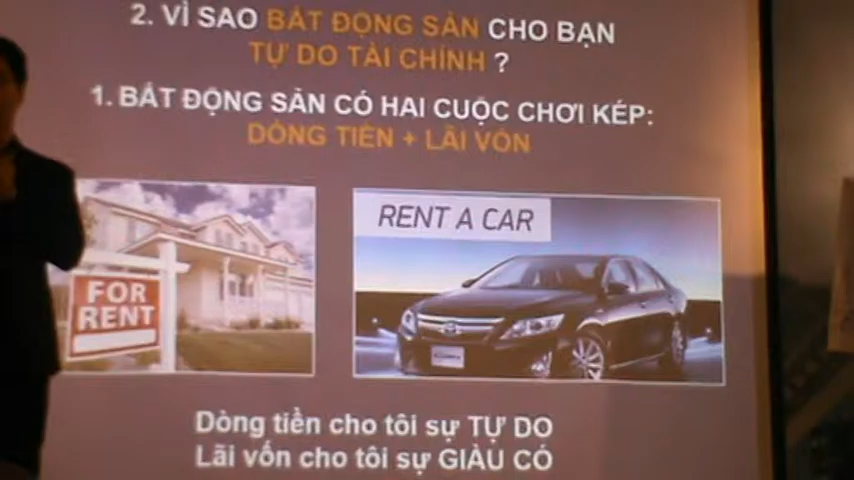 2. VÌ SAO BẤT ĐỘNG SẢN CHO BẠN
TỰ DO TÀI CHÍNH ?
1. BẤT ĐỘNG SẢN CÓ HAI CUỘC CHƠI KÉP:
DÒNG TIỀN + LÃI VỐN
FOR
RENT
RENT A CAR
Dòng tiền cho tôi sự TỰ DO
Lãi vốn cho tôi sự GIÀU CÓ